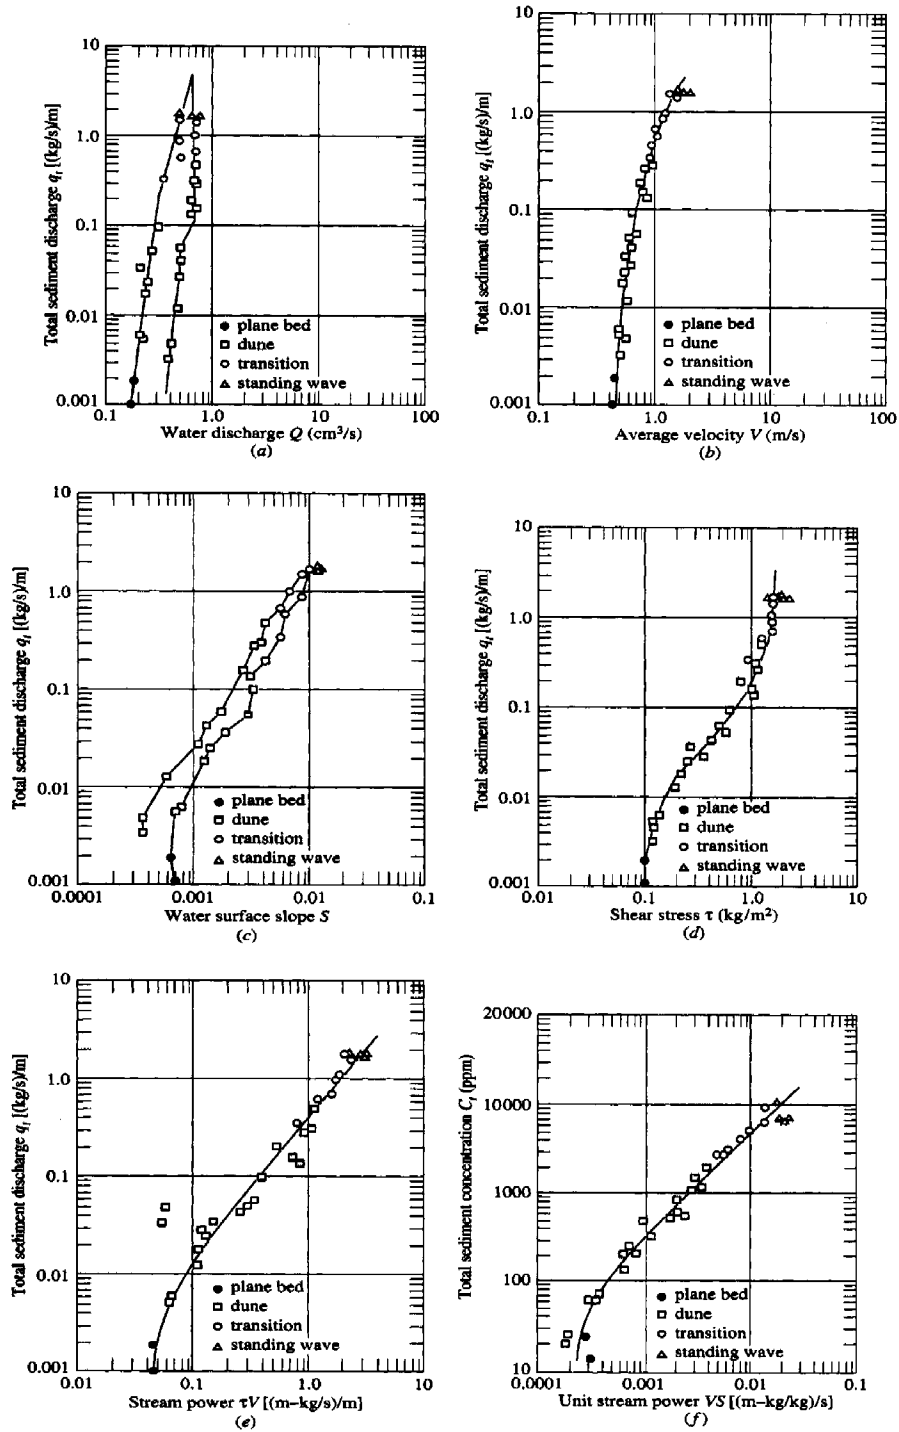 10
1.0
0.1
0.01
0.001
Total sediment discharge qₜ [(kg/s)/m]
● plane bed
□ dune
○ transition
△ standing wave
0.1 1.0 10 100
Water discharge Q (cm³/s)
(a)
10
1.0
0.1
0.01
0.001
Total sediment discharge qₜ [(kg/s)/m]
● plane bed
□ dune
○ transition
△ standing wave
0.1 1.0 10 100
Average velocity V (m/s)
(b)
10
1.0
0.1
0.01
0.001
Total sediment discharge qₜ [(kg/s)/m]
● plane bed
□ dune
○ transition
△ standing wave
0.0001 0.001 0.01 0.1
Water surface slope S
(c)
10
1.0
0.1
0.01
0.001
Total sediment discharge qₜ [(kg/s)/m]
● plane bed
□ dune
○ transition
△ standing wave
0.01 0.1 1.0 10
Shear stress τ (kg/m²)
(d)
10
1.0
0.1
0.01
0.001
Total sediment discharge qₜ [(kg/s)/m]
● plane bed
□ dune
○ transition
△ standing wave
0.01 0.1 1.0 10
Stream power τV [(m–kg/s)/m]
(e)
20000
10000
1000
100
10
Total sediment concentration Cₜ (ppm)
● plane bed
□ dune
○ transition
△ standing wave
0.0001 0.001 0.01 0.1
Unit stream power VS [(m–kg/kg)/s]
(f)